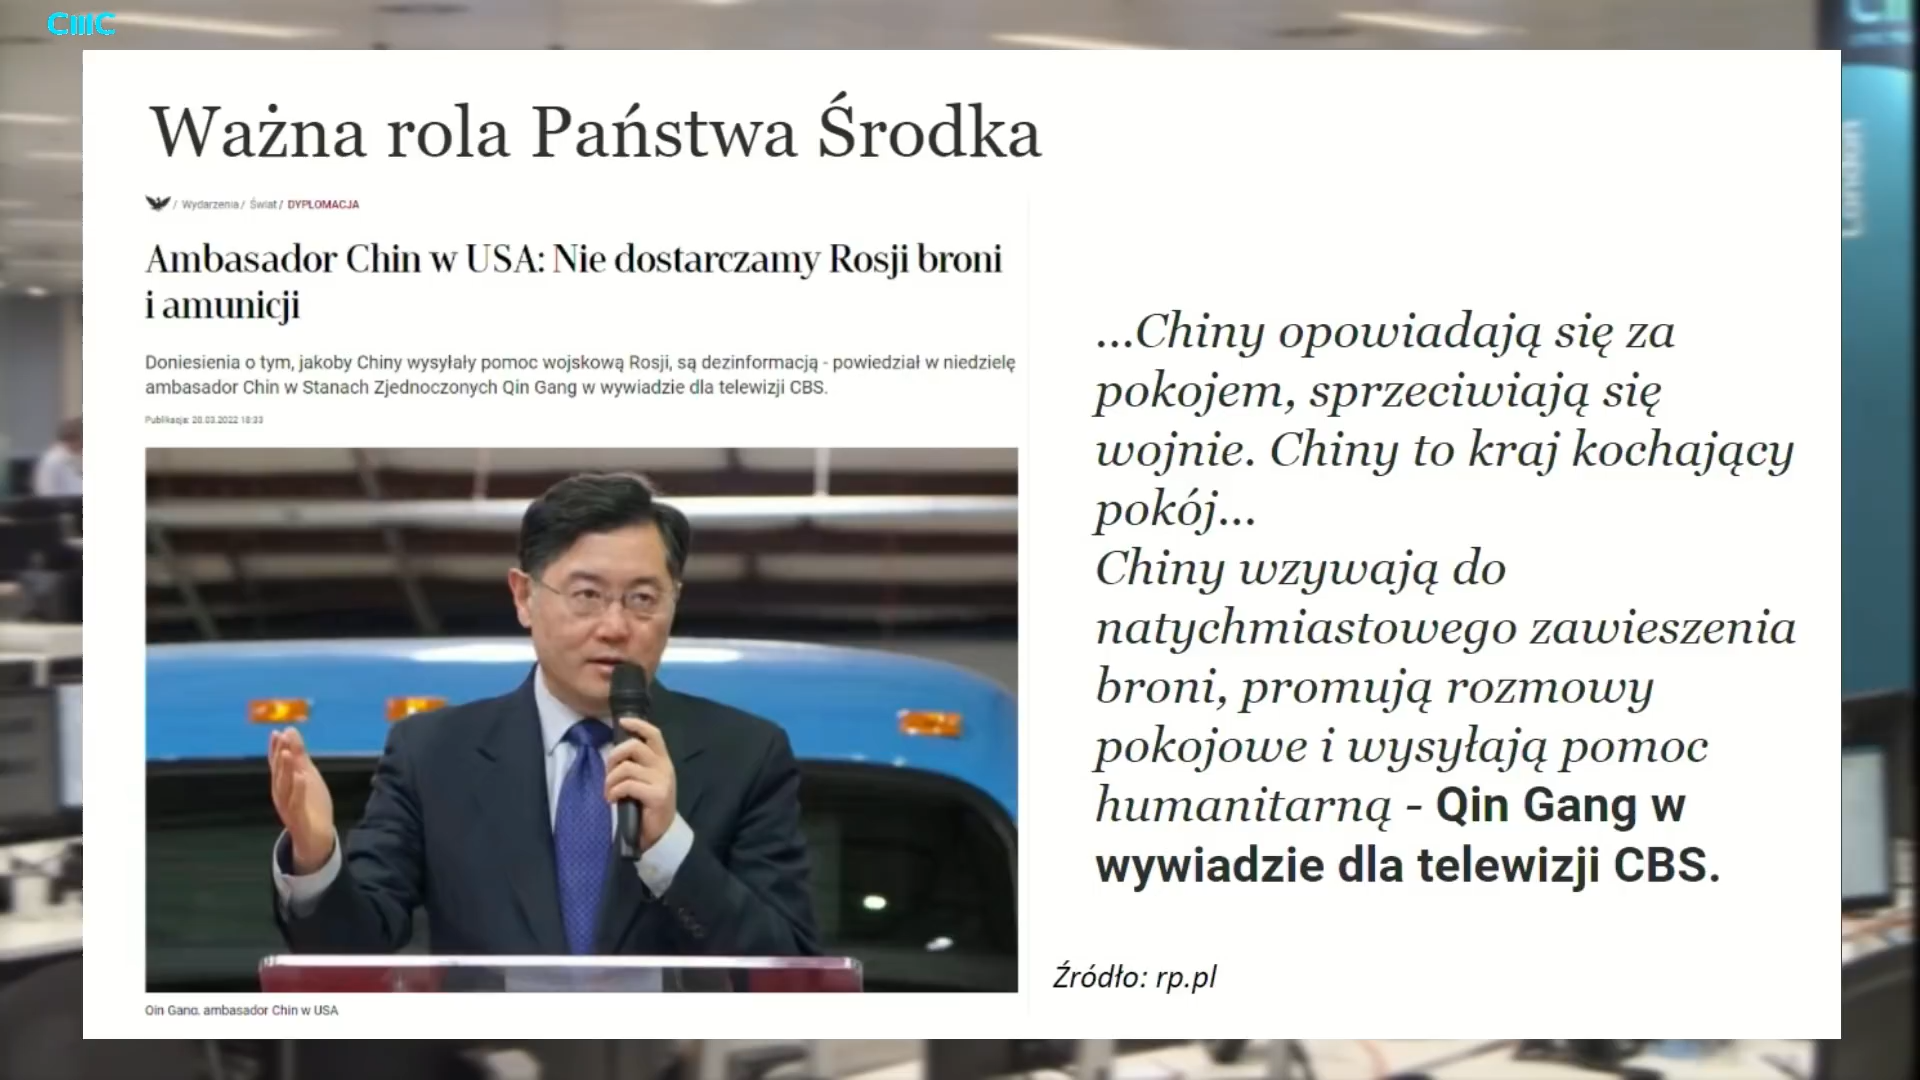 CMC
Ważna rola Państwa Środka
/ Wydarzenia / Świat / DYPLOMACJA
Ambasador Chin w USA: Nie dostarczamy Rosji broni
i amunicji
Doniesienia o tym, jakoby Chiny wysyłały pomoc wojskową Rosji, są dezinformacją - powiedział w niedzielę
ambasador Chin w Stanach Zjednoczonych Qin Gang w wywiadzie dla telewizji CBS.
Publikacja: 20.03.2022 18:33
Qin Gang, ambasador Chin w USA
...Chiny opowiadają się za
pokojem, sprzeciwiają się
wojnie. Chiny to kraj kochający
pokój...
Chiny wzywają do
natychmiastowego zawieszenia
broni, promują rozmowy
pokojowe i wysyłają pomoc
humanitarną - Qin Gang w
wywiadzie dla telewizji CBS.
Źródło: rp.pl
London